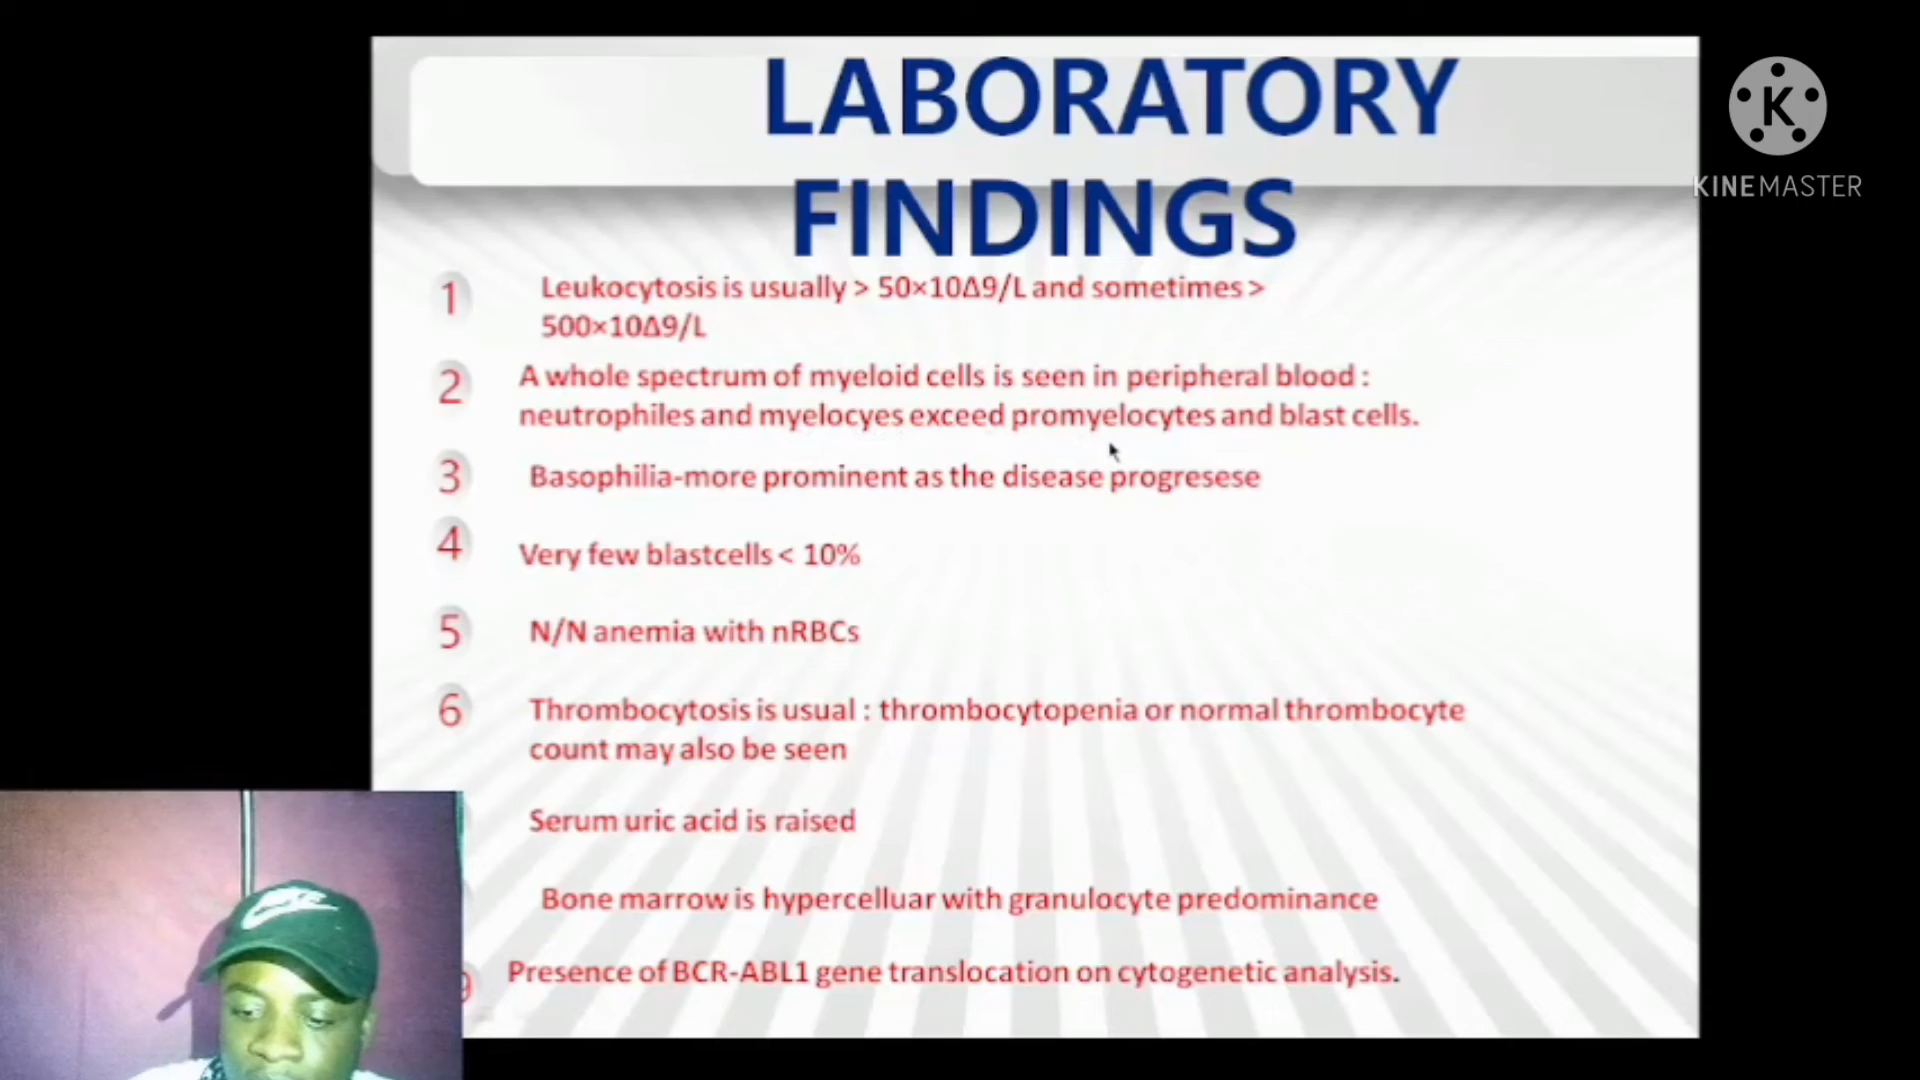 LABORATORY
FINDINGS
K
KINEMASTER
1
Leukocytosis is usually > 50×10Δ9/L and sometimes >
500×10Δ9/L
2
A whole spectrum of myeloid cells is seen in peripheral blood :
neutrophiles and myelocyes exceed promyelocytes and blast cells.
3
Basophilia-more prominent as the disease progresese
4
Very few blastcells < 10%
5
N/N anemia with nRBCs
6
Thrombocytosis is usual : thrombocytopenia or normal thrombocyte
count may also be seen
Serum uric acid is raised
Bone marrow is hypercelluar with granulocyte predominance
9
Presence of BCR-ABL1 gene translocation on cytogenetic analysis.